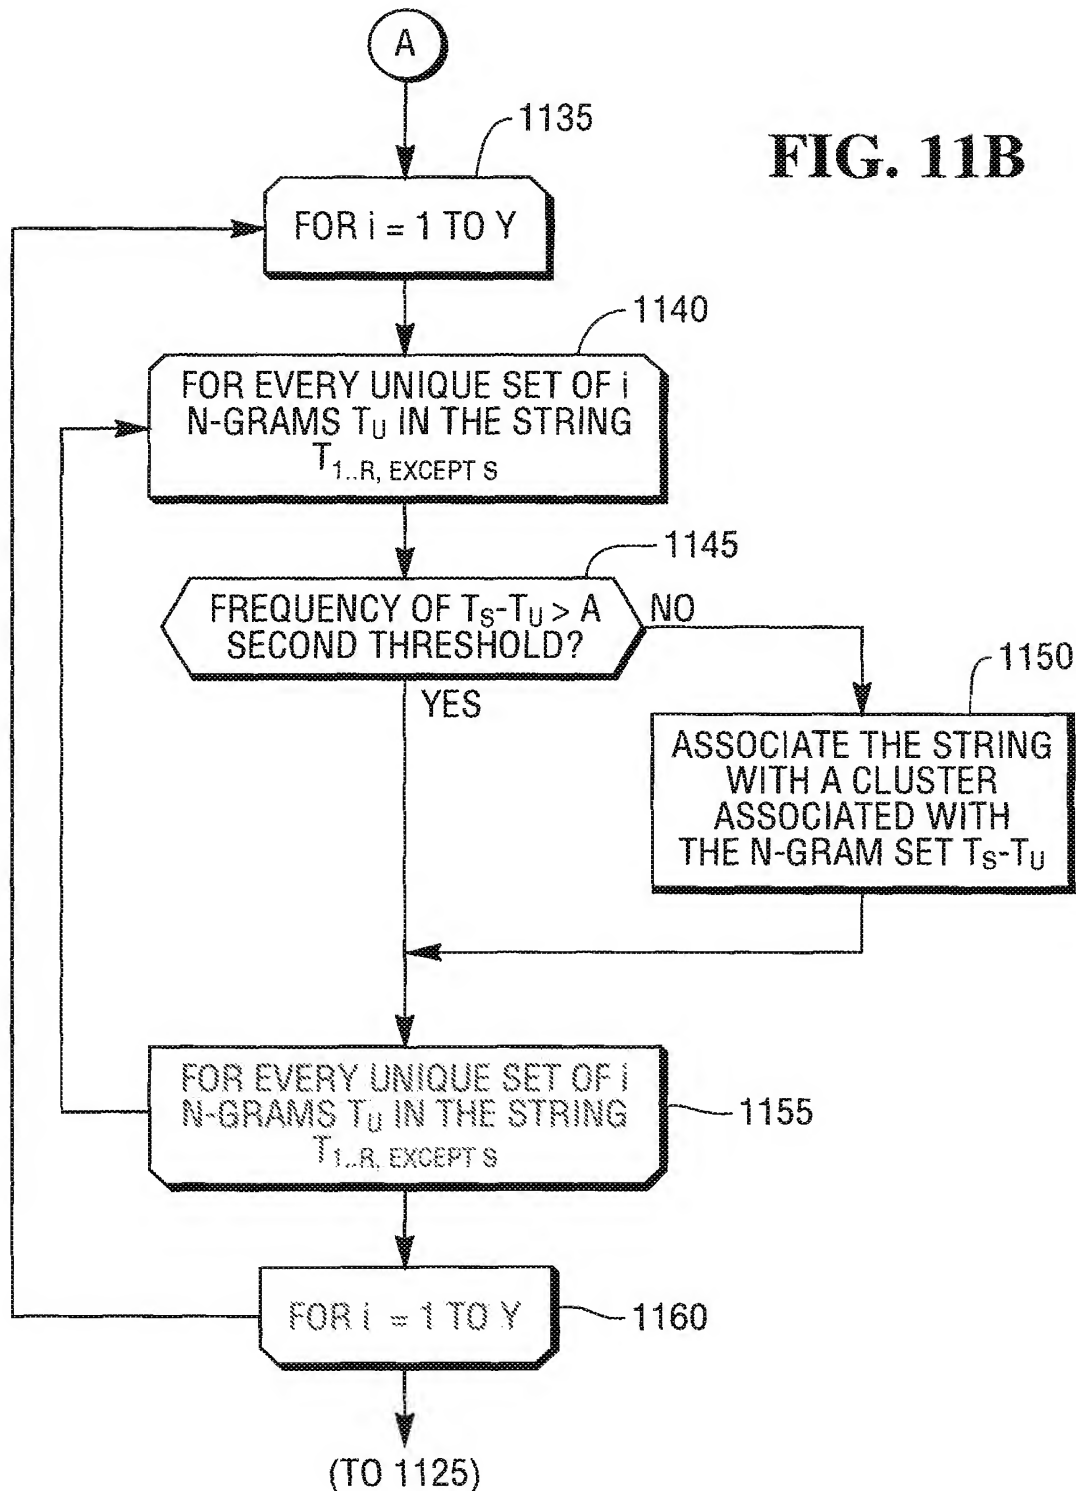 A
1135
FIG. 11B
FOR i = 1 TO Y
1140
FOR EVERY UNIQUE SET OF i
N-GRAMS TU IN THE STRING
T1..R, EXCEPT S
1145
FREQUENCY OF TS-TU > A
SECOND THRESHOLD?
NO
YES
1150
ASSOCIATE THE STRING
WITH A CLUSTER
ASSOCIATED WITH
THE N-GRAM SET TS-TU
FOR EVERY UNIQUE SET OF i
N-GRAMS TU IN THE STRING
T1..R, EXCEPT S
1155
FOR i = 1 TO Y
1160
(TO 1125)